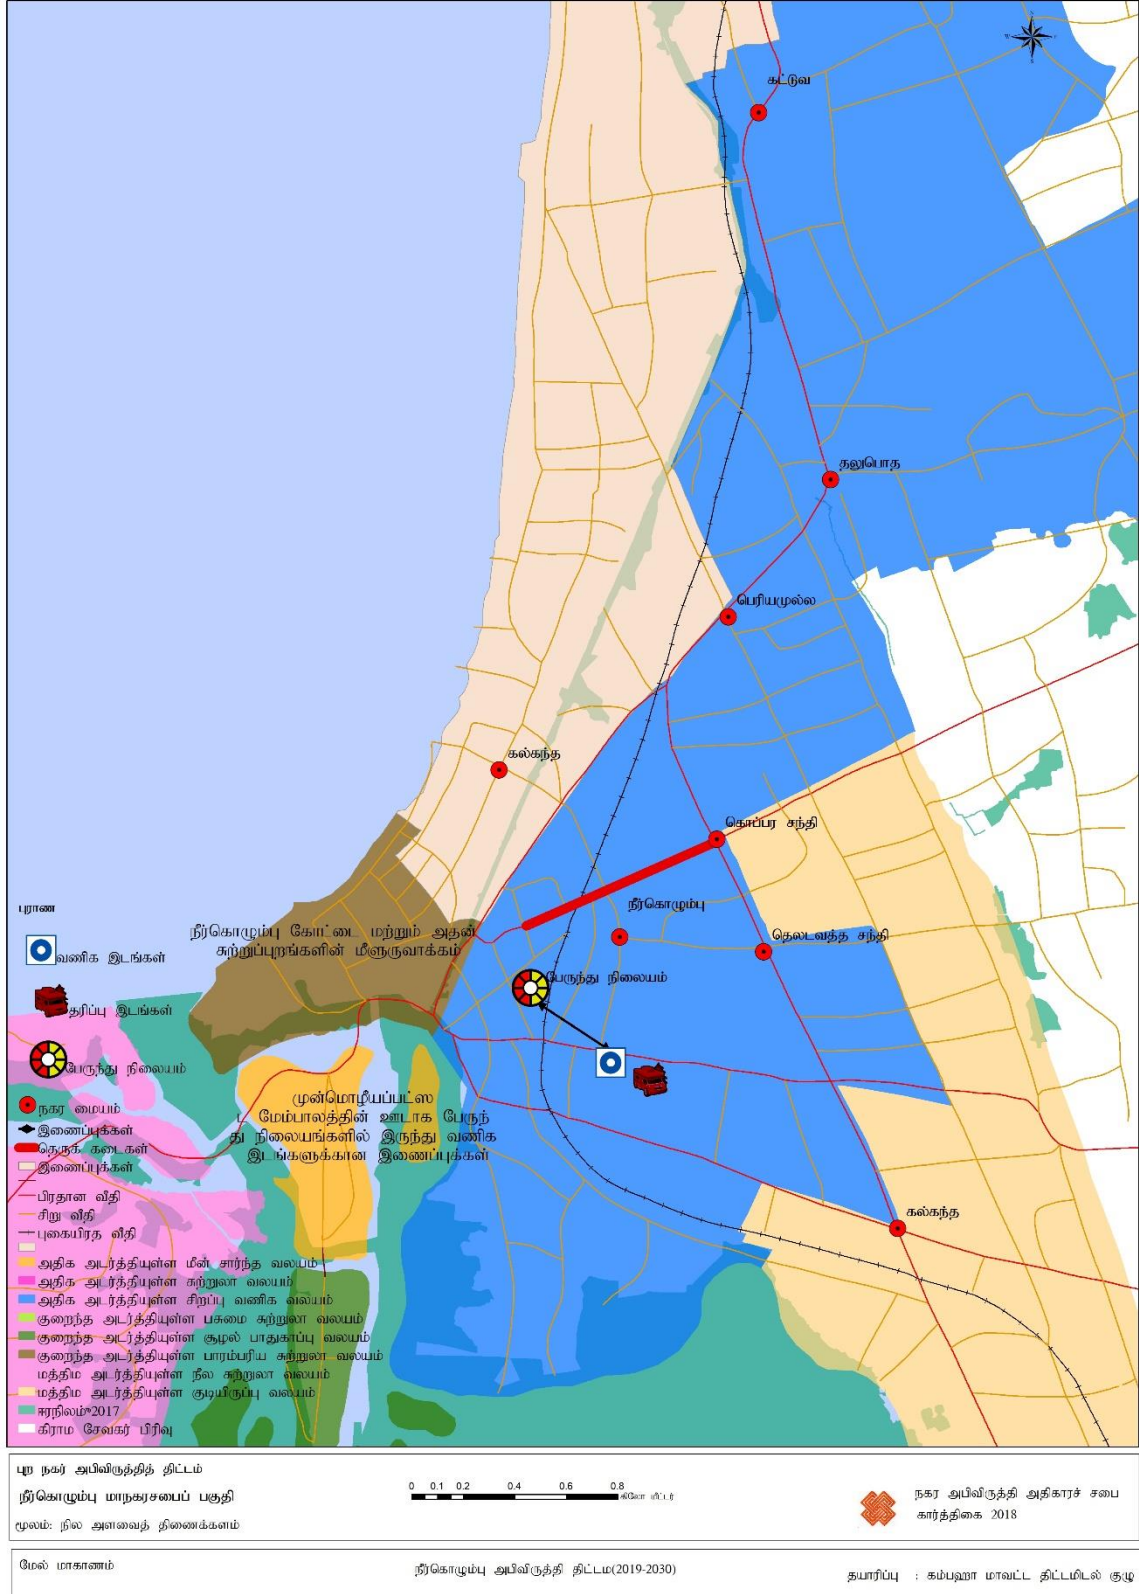 கட்டுவ
தலுபொத
பெரியமுல்ல
கல்கந்த
கொப்பர சந்தி
நீர்கொழும்பு
தெலடவத்த சந்தி
நீர்கொழும்பு கோட்டை மற்றும் அதன்
சுற்றுப்புறங்களின் மீளுருவாக்கம்
பேருந்து நிலையம்
முன்மொழீயப்பட்ஸ
ட மேம்பாலத்தின் ஊடாக பேருந்
து நிலையங்களில் இருந்து வணிக
இடங்களுக்கான இணைப்புக்கள்
கல்கந்த
புராண
வணிக இடங்கள்
தரிப்பு இடங்கள்
பேருந்து நிலையம்
நகர மையம்
இணைப்புக்கள்
தெருக் கடைகள்
இணைப்புக்கள்
பிரதான வீதி
சிறு வீதி
புகையிரத வீதி
அதிக அடர்த்தியுள்ள மீன் சார்ந்த வலயம்
அதிக அடர்த்தியுள்ள சுற்றுலா வலயம்
அதிக அடர்த்தியுள்ள சிறப்பு வணிக வலயம்
குறைந்த அடர்த்தியுள்ள பசுமை சுற்றுலா வலயம்
குறைந்த அடர்த்தியுள்ள சூழல் பாதுகாப்பு வலயம்
குறைந்த அடர்த்தியுள்ள பாரம்பரிய சுற்றுலா வலயம்
மத்திம அடர்த்தியுள்ள நீல சுற்றுலா வலயம்
மத்திம அடர்த்தியுள்ள குடியிருப்பு வலயம்
ஈரநிலம் 2017
கிராம சேவகர் பிரிவு
புற நகர் அபிவிருத்தித் திட்டம்
நீர்கொழும்பு மாநகரசபைப் பகுதி
மூலம்: நில அளவைத் திணைக்களம்
0 0.1 0.2 0.4 0.6 0.8
கிலோ மீட்டர்
நகர அபிவிருத்தி அதிகாரச் சபை
கார்த்திகை 2018
மேல் மாகாணம்
நீர்கொழும்பு அபிவிருத்தி திட்டம(2019-2030)
தயாரிப்பு : கம்பஹா மாவட்ட திட்டமிடல் குழு